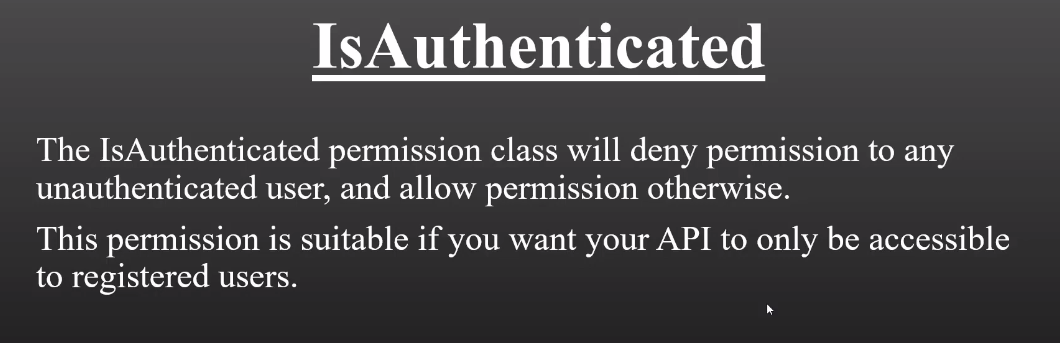 IsAuthenticated
The IsAuthenticated permission class will deny permission to any
unauthenticated user, and allow permission otherwise.
This permission is suitable if you want your API to only be accessible
to registered users.